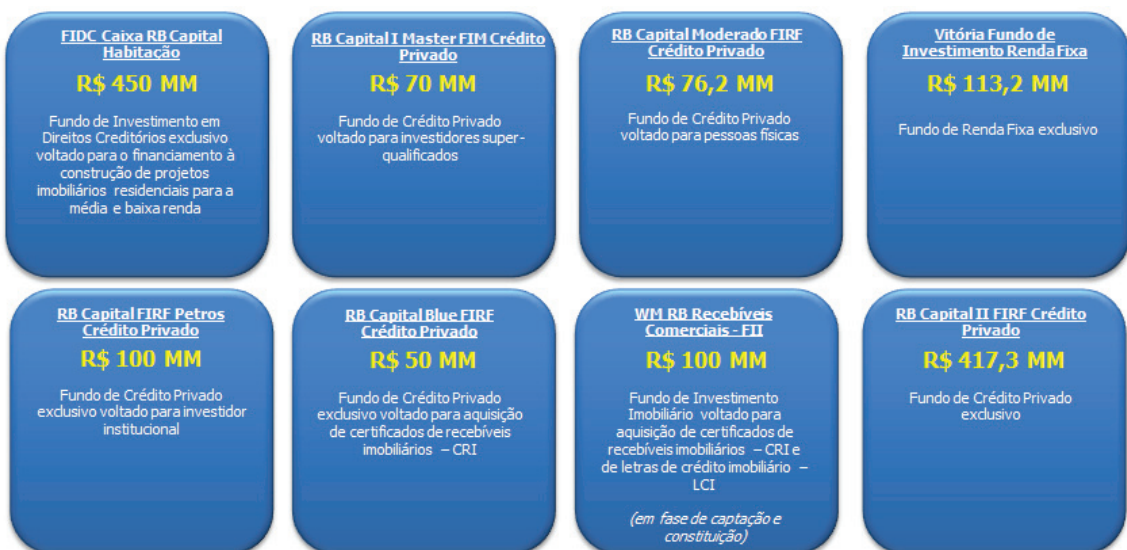 FIDC Caixa RB Capital
Habitação
R$ 450 MM
Fundo de Investimento em
Direitos Creditórios exclusivo
voltado para o financiamento à
construção de projetos
imobiliários residenciais para a
média e baixa renda
RB Capital I Master FIM Crédito
Privado
R$ 70 MM
Fundo de Crédito Privado
voltado para investidores super-
qualificados
RB Capital Moderado FIRF
Crédito Privado
R$ 76,2 MM
Fundo de Crédito Privado
voltado para pessoas físicas
Vitória Fundo de
Investimento Renda Fixa
R$ 113,2 MM
Fundo de Renda Fixa exclusivo
RB Capital FIRF Petros
Crédito Privado
R$ 100 MM
Fundo de Crédito Privado
exclusivo voltado para investidor
institucional
RB Capital Blue FIRF
Crédito Privado
R$ 50 MM
Fundo de Crédito Privado
exclusivo voltado para aquisição
de certificados de recebíveis
imobiliários – CRI
WM RB Recebíveis
Comerciais - FII
R$ 100 MM
Fundo de Investimento
Imobiliário voltado para
aquisição de certificados de
recebíveis imobiliários – CRI e
de letras de crédito imobiliário –
LCI
(em fase de captação e
constituição)
RB Capital II FIRF Crédito
Privado
R$ 417,3 MM
Fundo de Crédito Privado
exclusivo